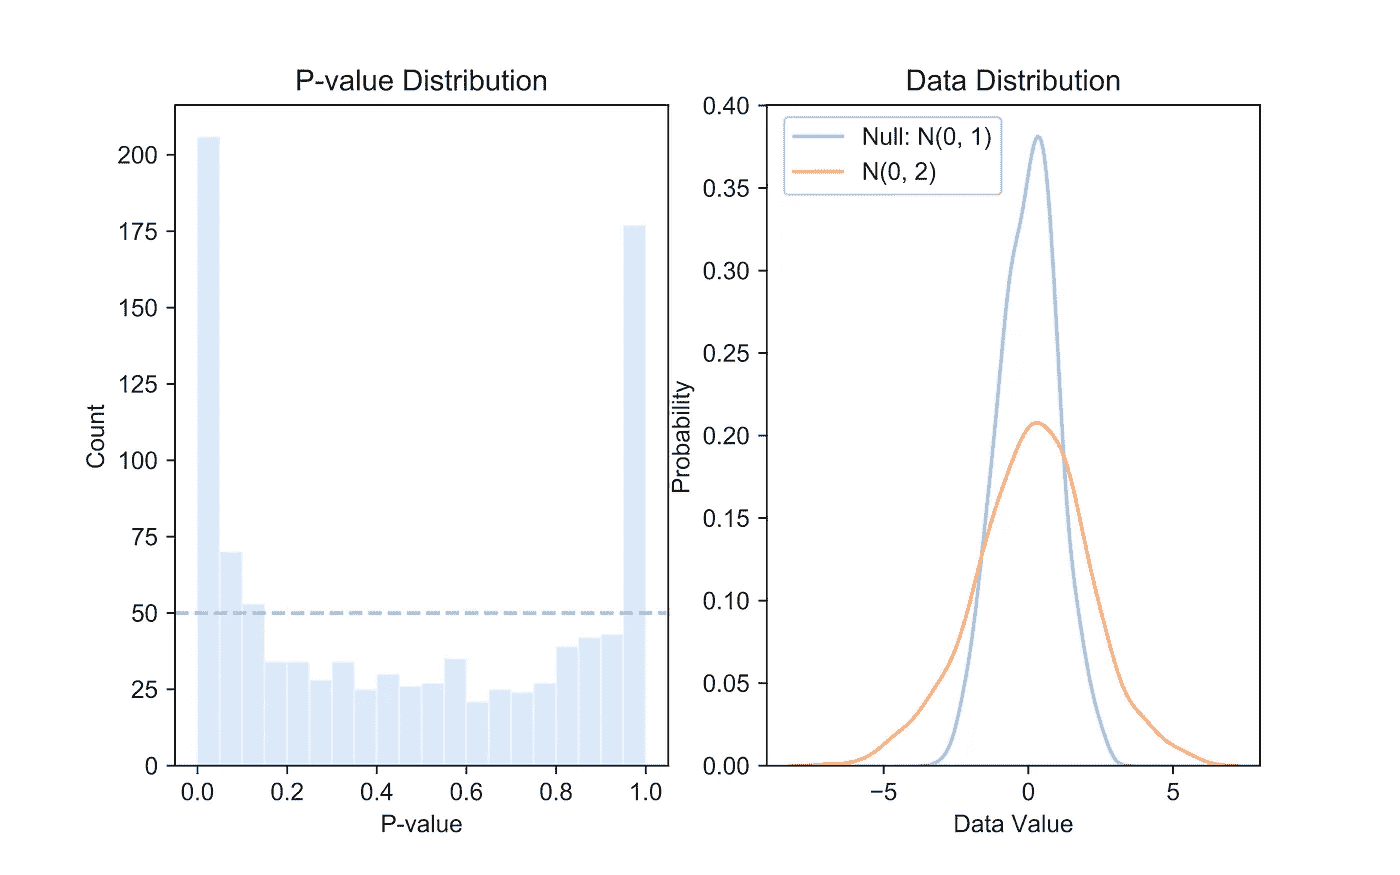 P-value Distribution
200
175
150
125
100
75
50
25
0
Count
0.0 0.2 0.4 0.6 0.8 1.0
P-value
Data Distribution
Null: N(0, 1)
N(0, 2)
0.40
0.35
0.30
0.25
0.20
0.15
0.10
0.05
0.00
Probability
−5 0 5
Data Value